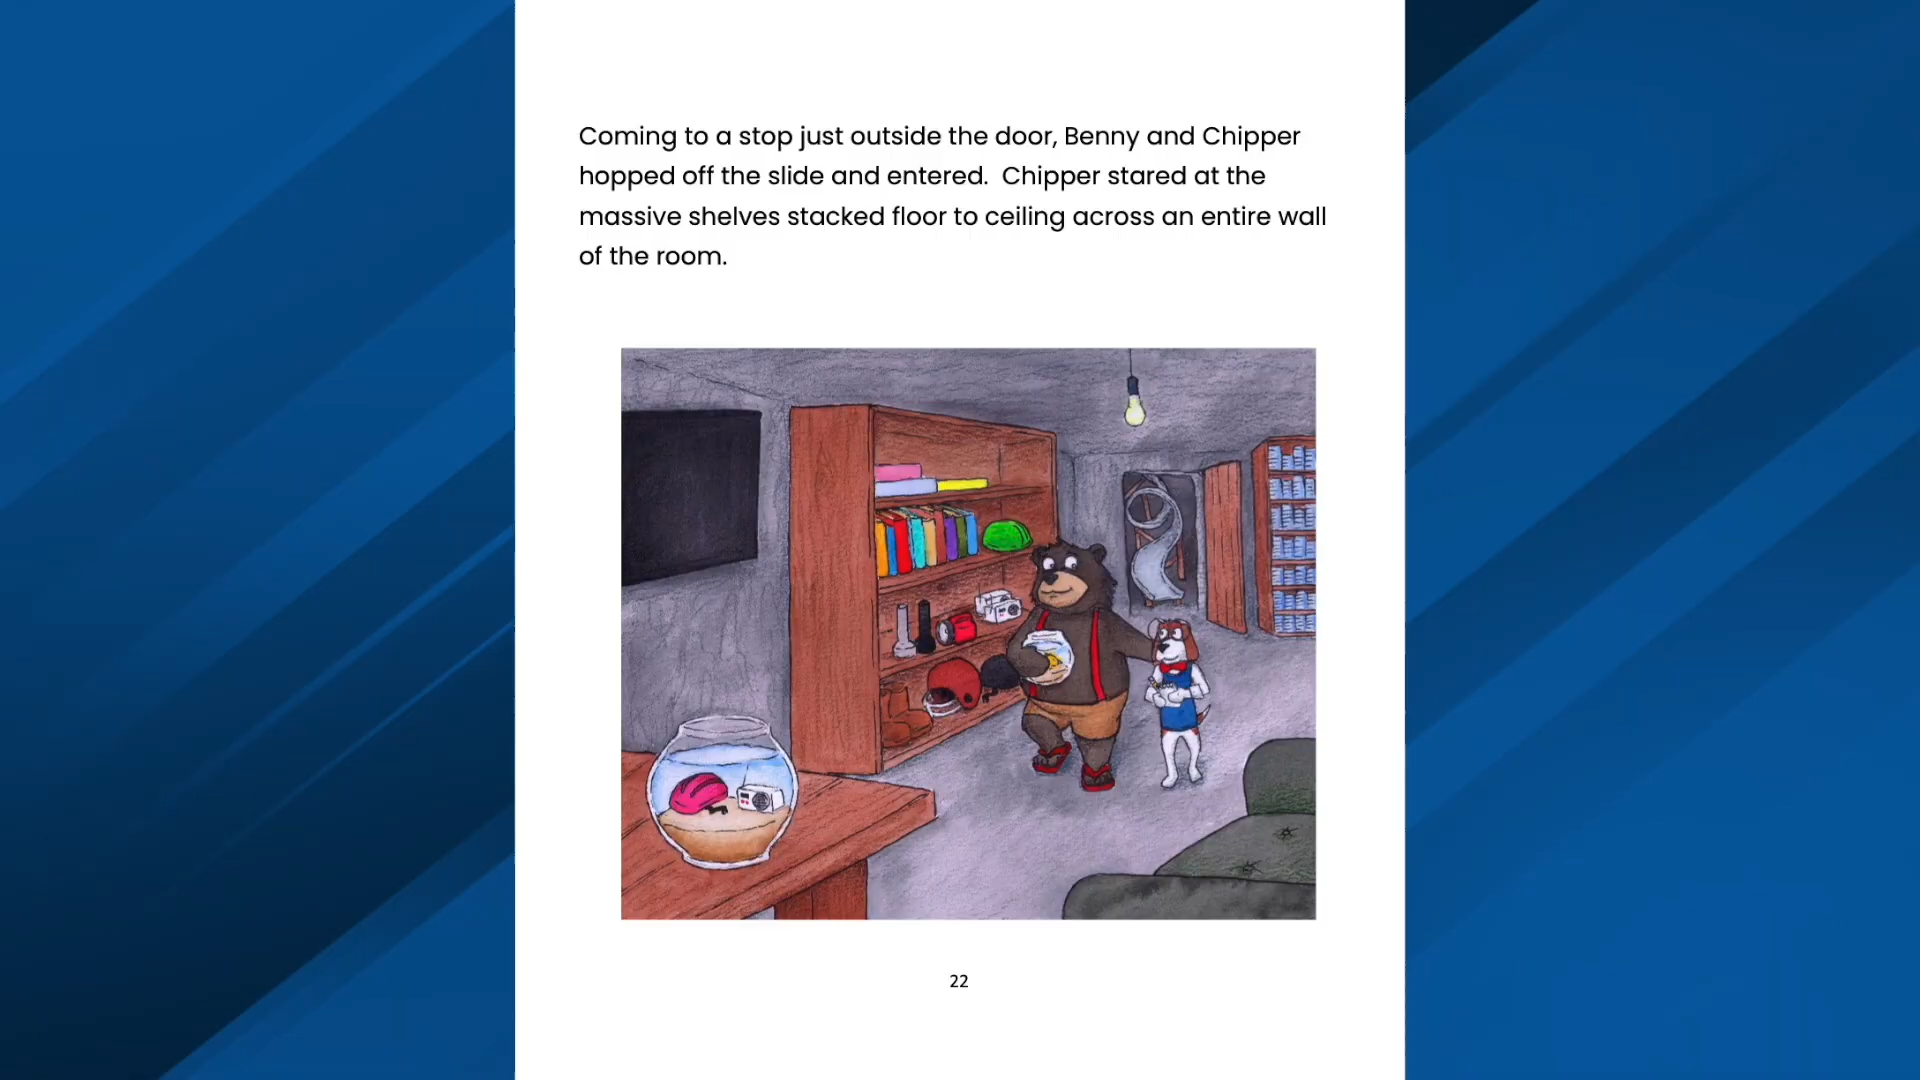 Coming to a stop just outside the door, Benny and Chipper
hopped off the slide and entered.  Chipper stared at the
massive shelves stacked floor to ceiling across an entire wall
of the room.
22